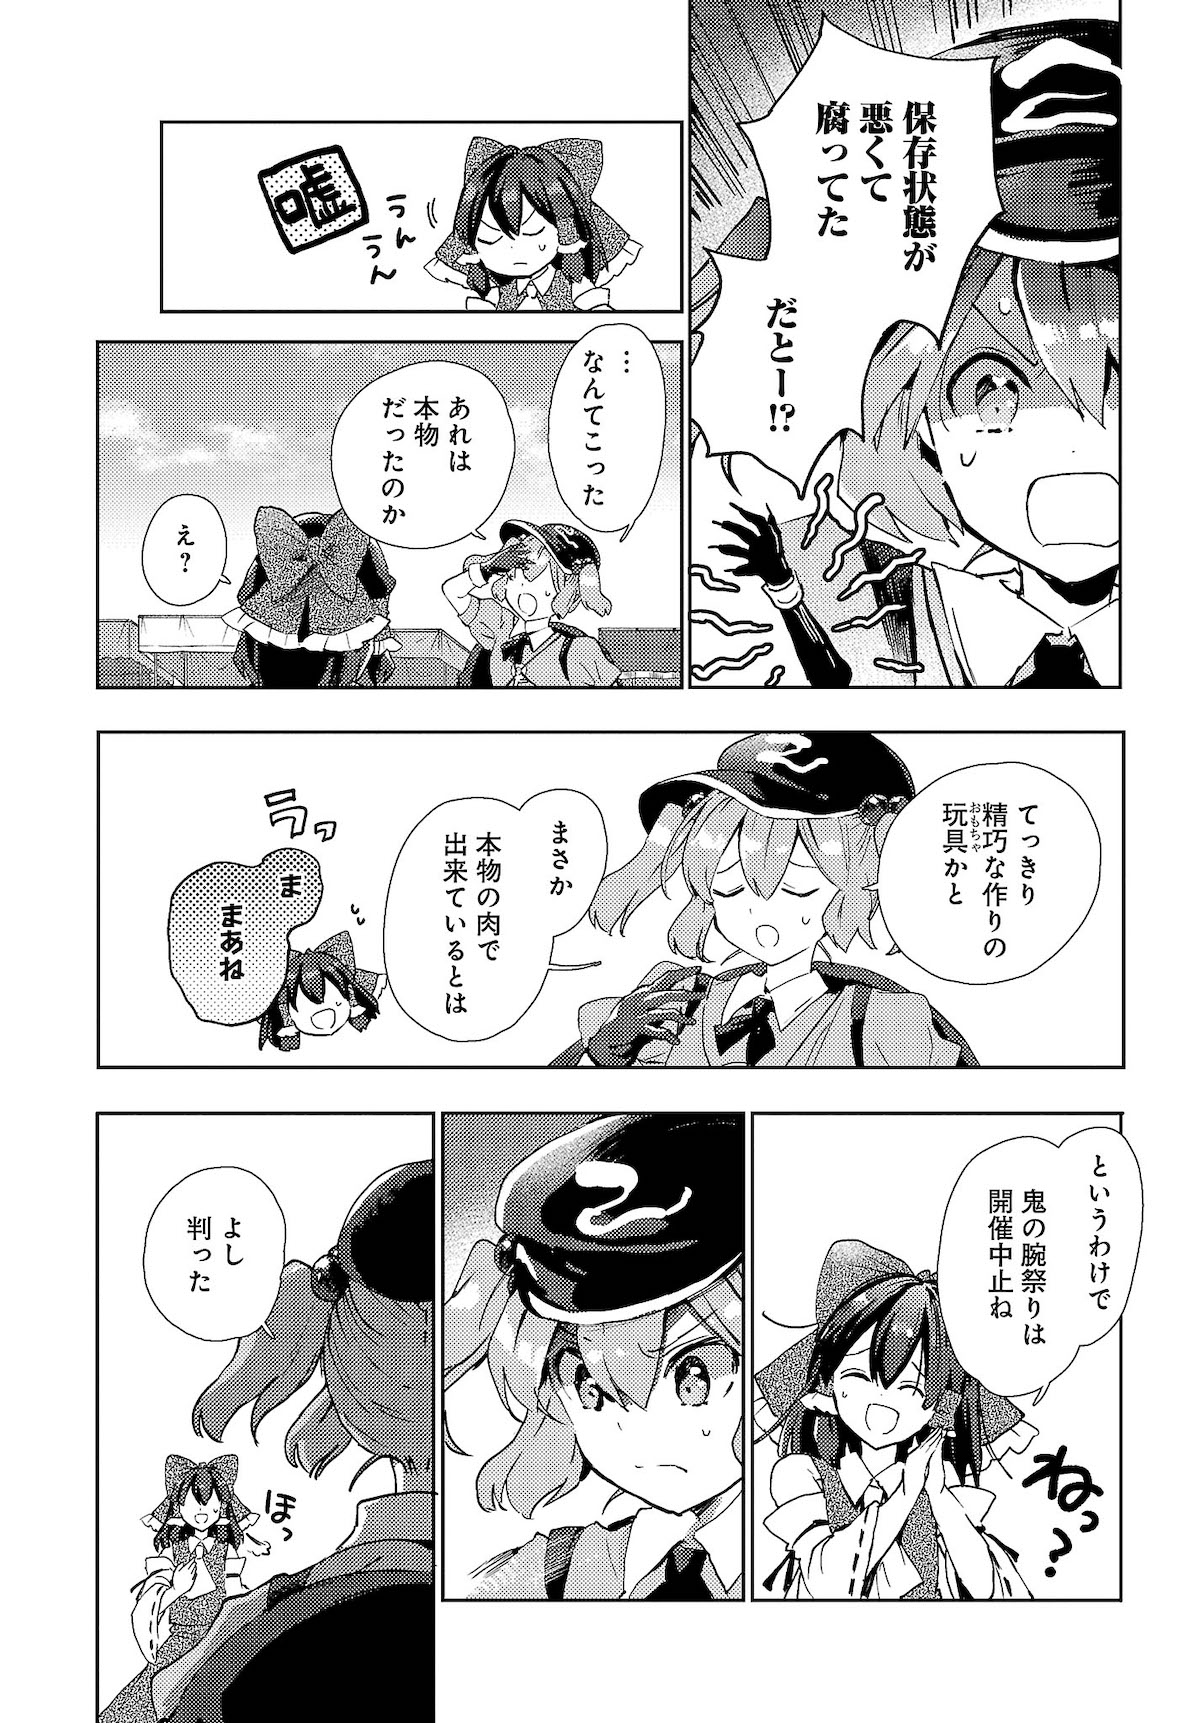 保存状態が
悪くて
腐ってた
だとー!?
うんうん
嘘
…
なんてこった
あれは
本物
だったのか
え?
てっきり
精巧な作りの
玩具かと
おもちゃ
まさか
本物の肉で
出来ているとは
ま
まあね
ラッ
というわけで
鬼の腕祭りは
開催中止ね
ねっ?
よし
判った
ほっ